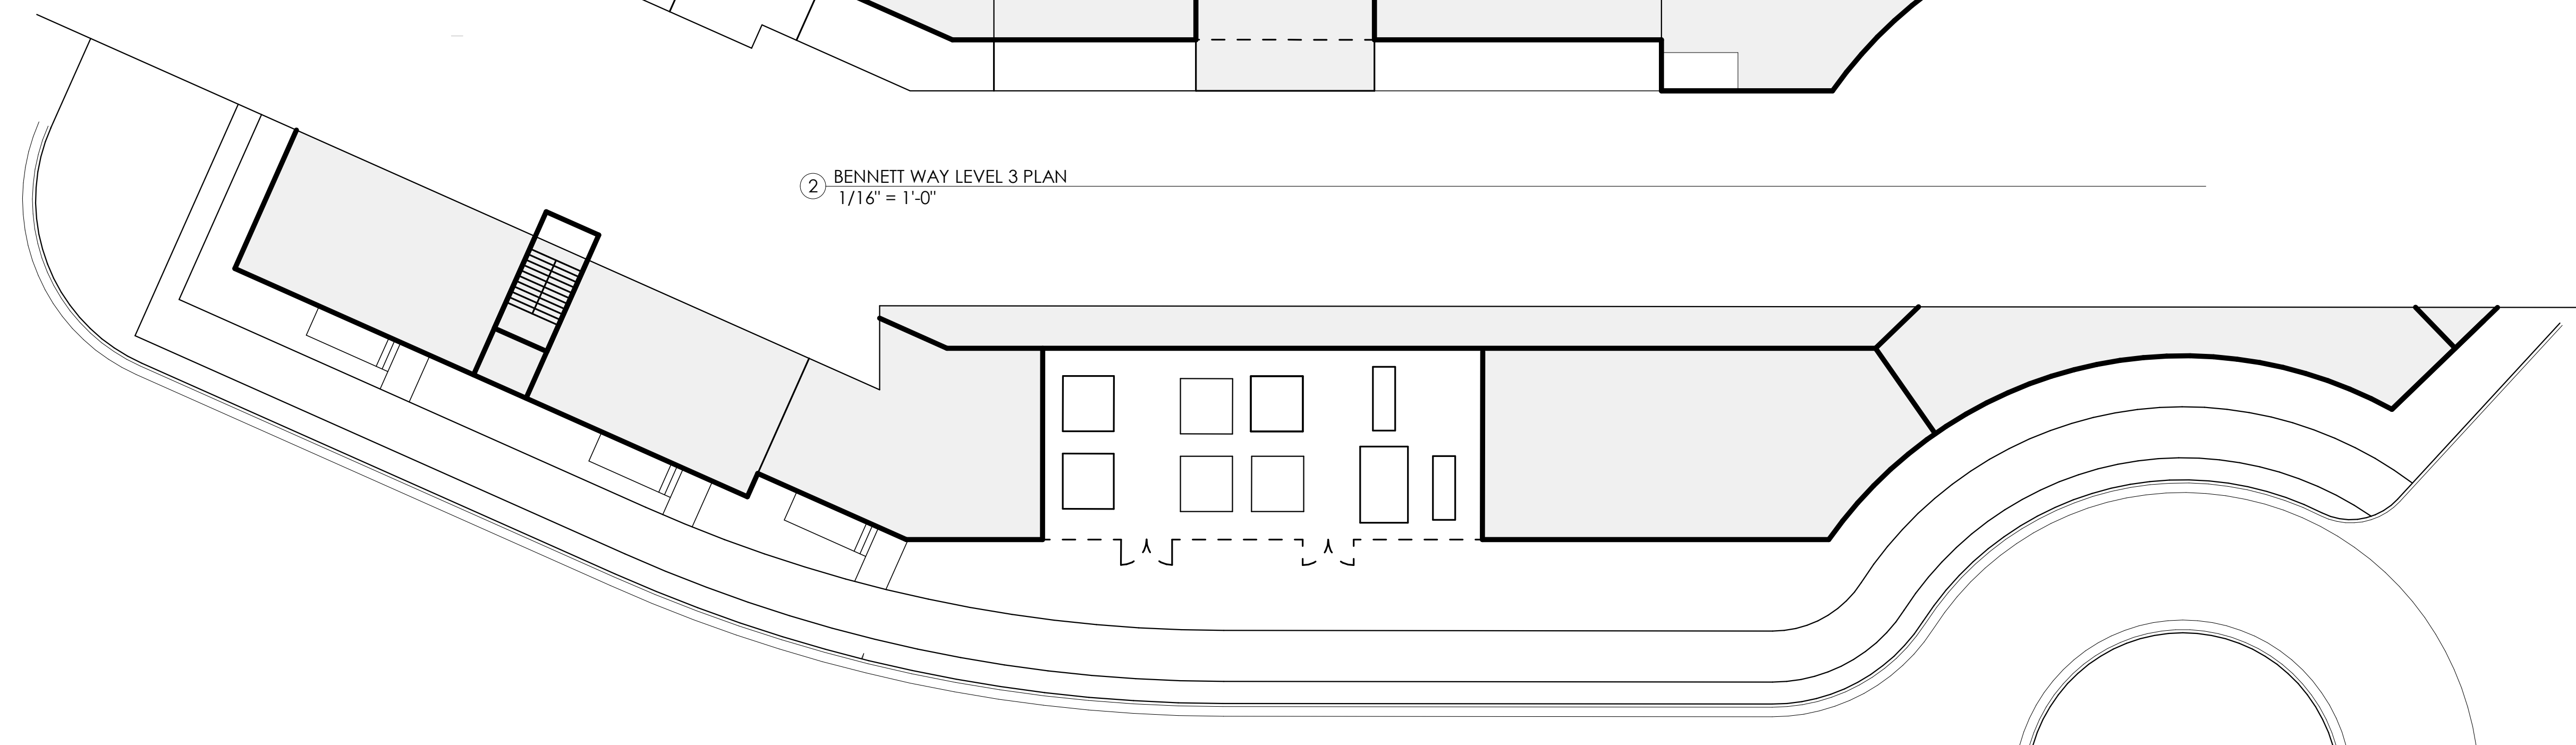 2
BENNETT WAY LEVEL 3 PLAN
1/16" = 1'-0"